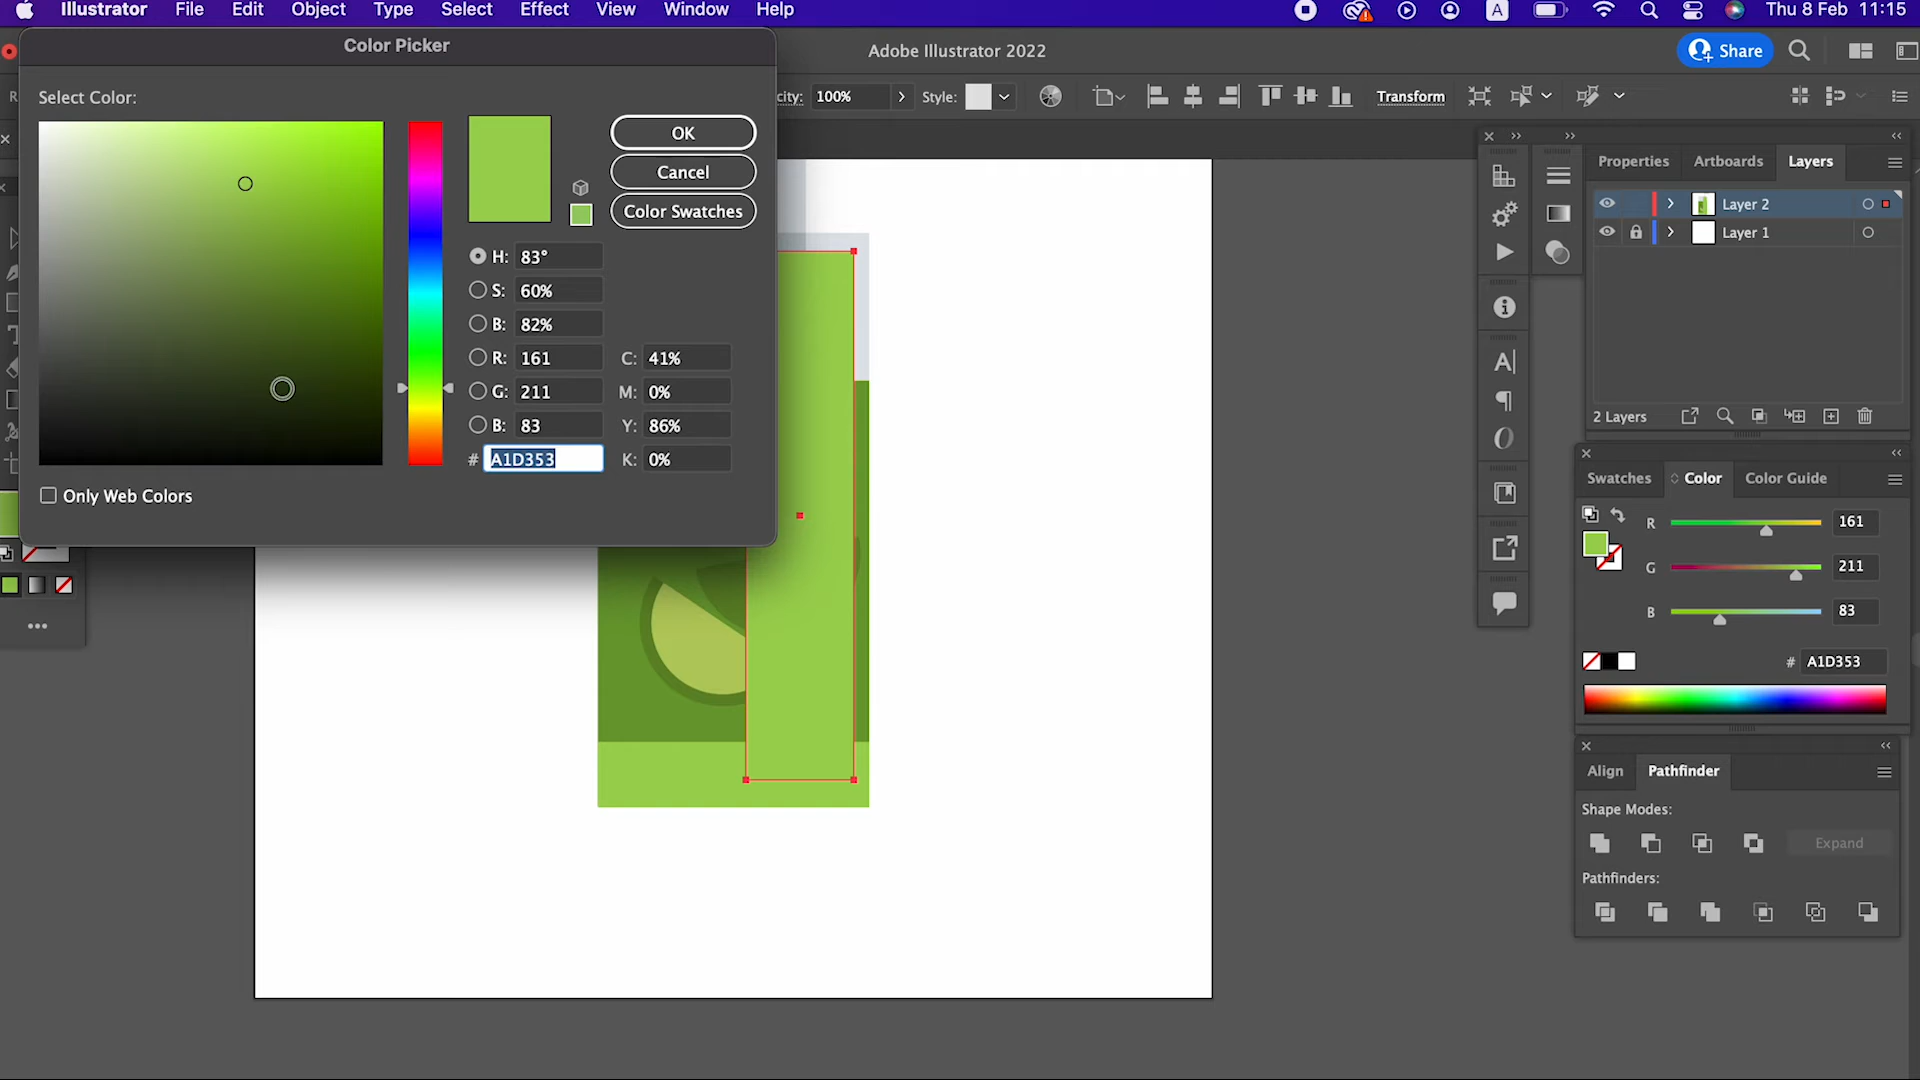 Illustrator File Edit Object Type Select Effect View Window Help A Thu 8 Feb 11:15
Color Picker
Adobe Illustrator 2022
Share
Select Color:
city: 100% Style: Transform
OK
Cancel
Color Swatches
H: 83°
S: 60%
B: 82%
R: 161 C: 41%
G: 211 M: 0%
B: 83 Y: 86%
# A1D353 K: 0%
Only Web Colors
Properties Artboards Layers
Layer 2
Layer 1
2 Layers
Swatches Color Color Guide
R 161
G 211
B 83
# A1D353
Align Pathfinder
Shape Modes:
Expand
Pathfinders: